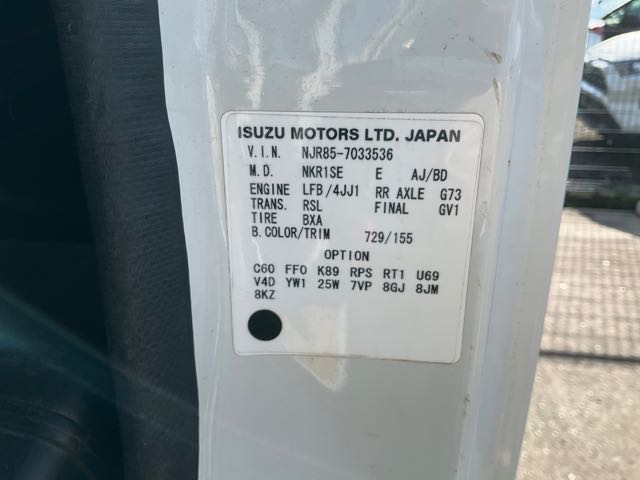 ISUZU MOTORS LTD. JAPAN
V.I.N. NJR85-7033536
M.D. NKR1SE E AJ/BD
ENGINE LFB/4JJ1 RR AXLE G73
TRANS. RSL FINAL GV1
TIRE BXA
B.COLOR/TRIM 729/155
OPTION
C60 FF0 K89 RPS RT1 U69
V4D YW1 25W 7VP 8GJ 8JM
8KZ